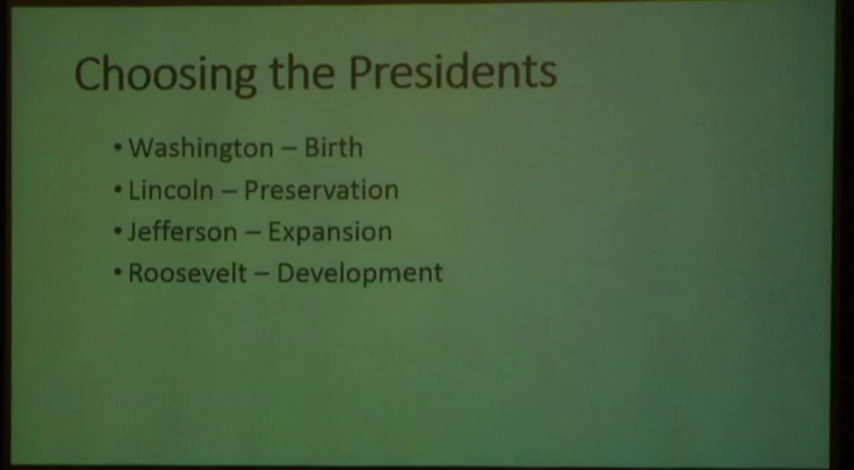 Choosing the Presidents
• Washington – Birth
• Lincoln – Preservation
• Jefferson – Expansion
• Roosevelt – Development